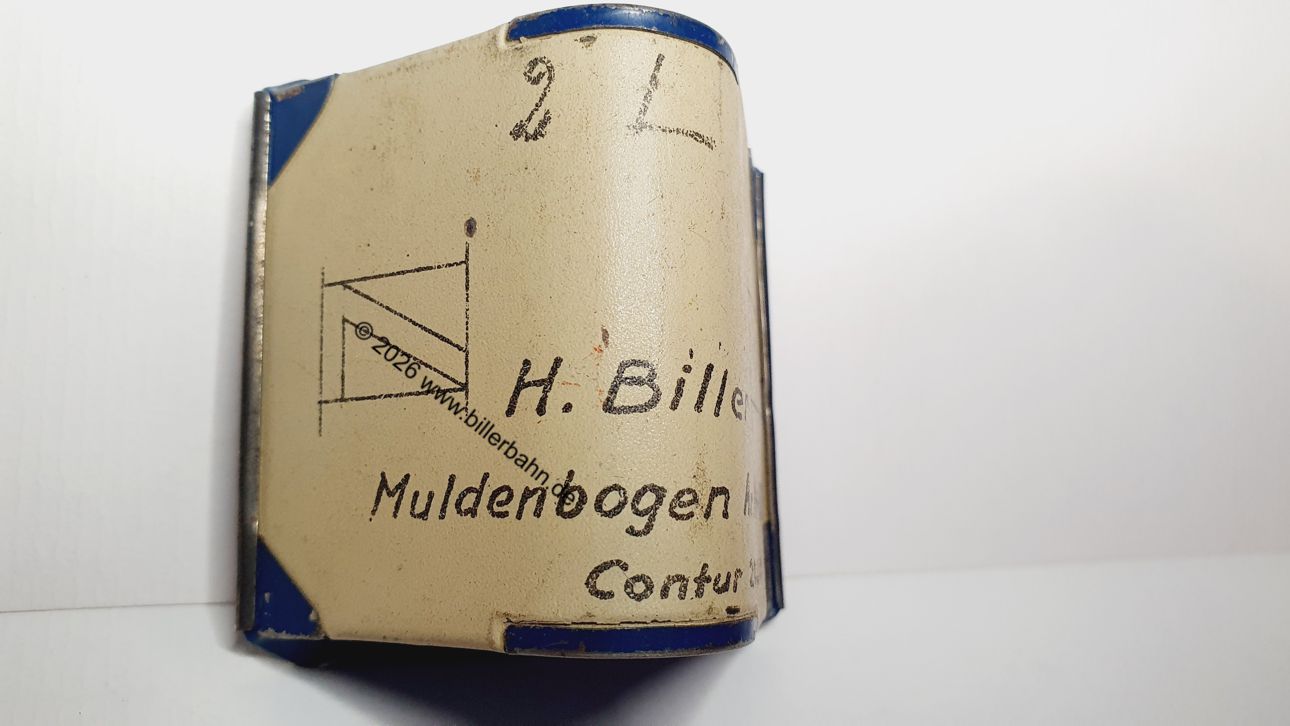 2 L
© 2026 www.billerbahn.de
H. Biller
Muldenbogen
Contur